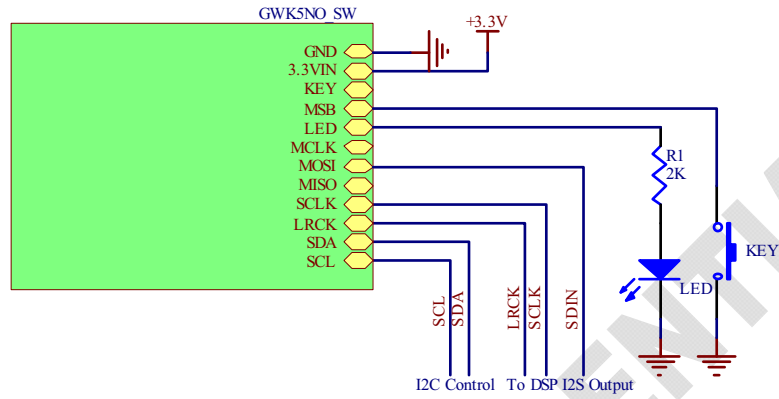 GWK5NO_SW
+3.3V
GND
3.3VIN
KEY
MSB
LED
MCLK
MOSI
MISO
SCLK
LRCK
SDA
SCL
R1
2K
KEY
LED
SCL
SDA
LRCK
SCLK
SDIN
I2C Control To DSP I2S Output